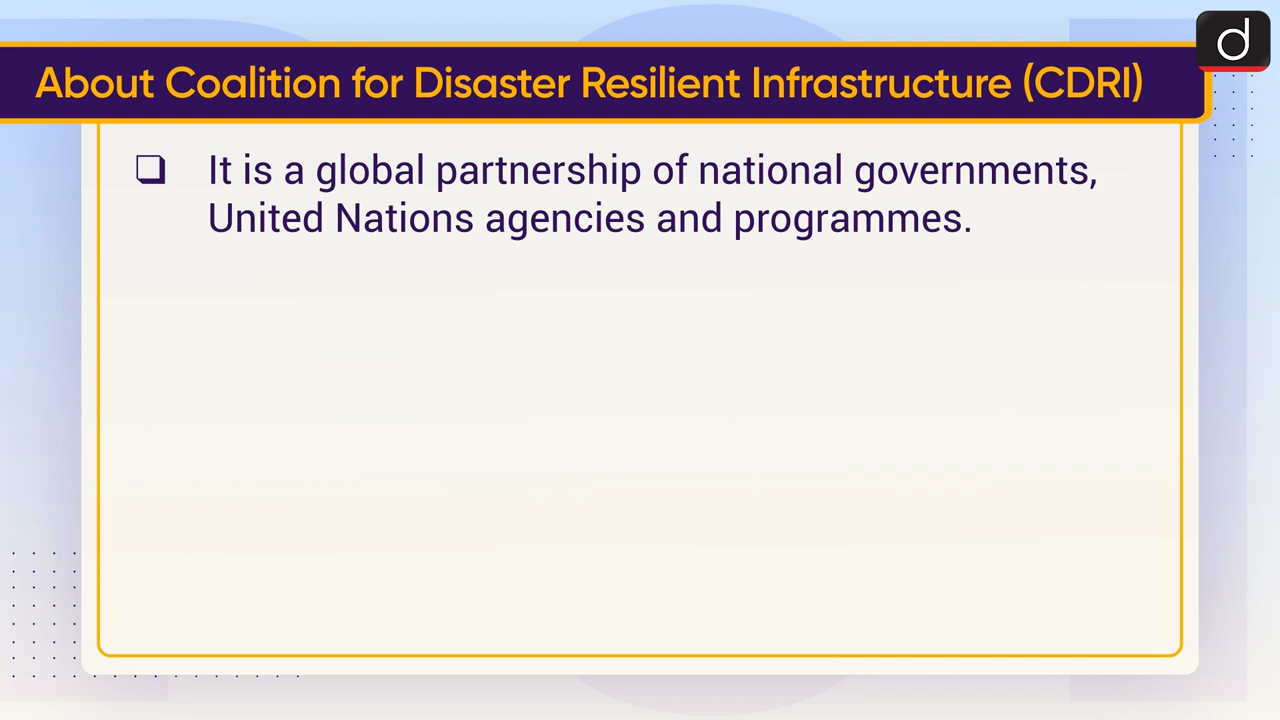 About Coalition for Disaster Resilient Infrastructure (CDRI)
d
❑ It is a global partnership of national governments,
United Nations agencies and programmes.